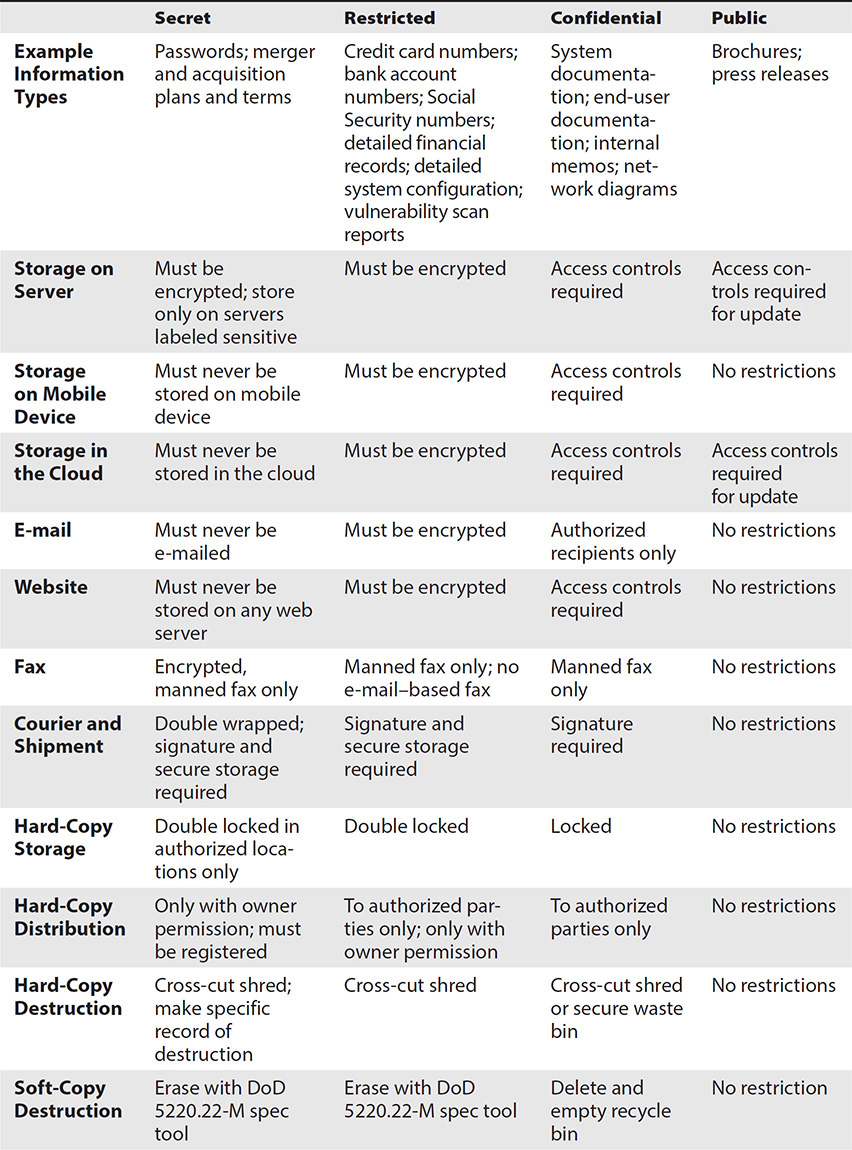 Secret Restricted Confidential Public
Example Passwords; merger Credit card numbers; System Brochures;
Information and acquisition bank account documenta- press releases
Types plans and terms numbers; Social tion; end-user
Security numbers; documenta-
detailed financial tion; internal
records; detailed memos; net-
system configuration; work diagrams
vulnerability scan
reports
Storage on Must be Must be encrypted Access controls Access con-
Server encrypted; store required trols required
only on servers for update
labeled sensitive
Storage Must never be Must be encrypted Access controls No restrictions
on Mobile stored on mobile required
Device device
Storage in Must never be Must be encrypted Access controls Access controls
the Cloud stored in the cloud required required
for update
E-mail Must never be Must be encrypted Authorized No restrictions
e-mailed recipients only
Website Must never be Must be encrypted Access controls No restrictions
stored on any web required
server
Fax Encrypted, Manned fax only; no Manned fax No restrictions
manned fax only e-mail–based fax only
Courier and Double wrapped; Signature and Signature No restrictions
Shipment signature and secure storage required
secure storage required
required
Hard-Copy Double locked in Double locked Locked No restrictions
Storage authorized loca-
tions only
Hard-Copy Only with owner To authorized par- To authorized No restrictions
Distribution permission; must ties only; only with parties only
be registered owner permission
Hard-Copy Cross-cut shred; Cross-cut shred Cross-cut shred No restrictions
Destruction make specific or secure waste
record of bin
destruction
Soft-Copy Erase with DoD Erase with DoD Delete and No restriction
Destruction 5220.22-M spec 5220.22-M spec tool empty recycle
tool bin